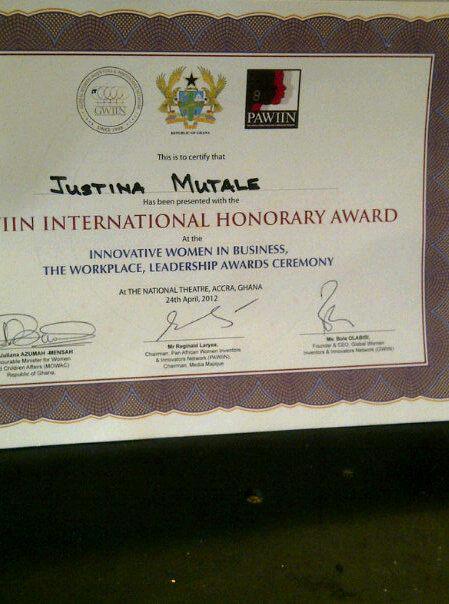 GWIIN
SINCE 1998
REPUBLIC OF GHANA
PAWIIN
This is to certify that
JUSTINA MUTALE
Has been presented with the
IIN INTERNATIONAL HONORARY AWARD
At the
INNOVATIVE WOMEN IN BUSINESS,
THE WORKPLACE, LEADERSHIP AWARDS CEREMONY
At THE NATIONAL THEATRE, ACCRA, GHANA
24th April, 2012
Juliana AZUMAH -MENSAH
ourable Minister for Women
d Children Affairs (MOWAC)
Republic of Ghana.
Mr Reginald Laryea,
Chairman: Pan African Women Inventors
& Innovators Network (PAWIIN),
Chairman, Media Majique
Ms. Bola OLABISI,
Founder & CEO, Global Women
Inventors & Innovators Network (GWIIN)